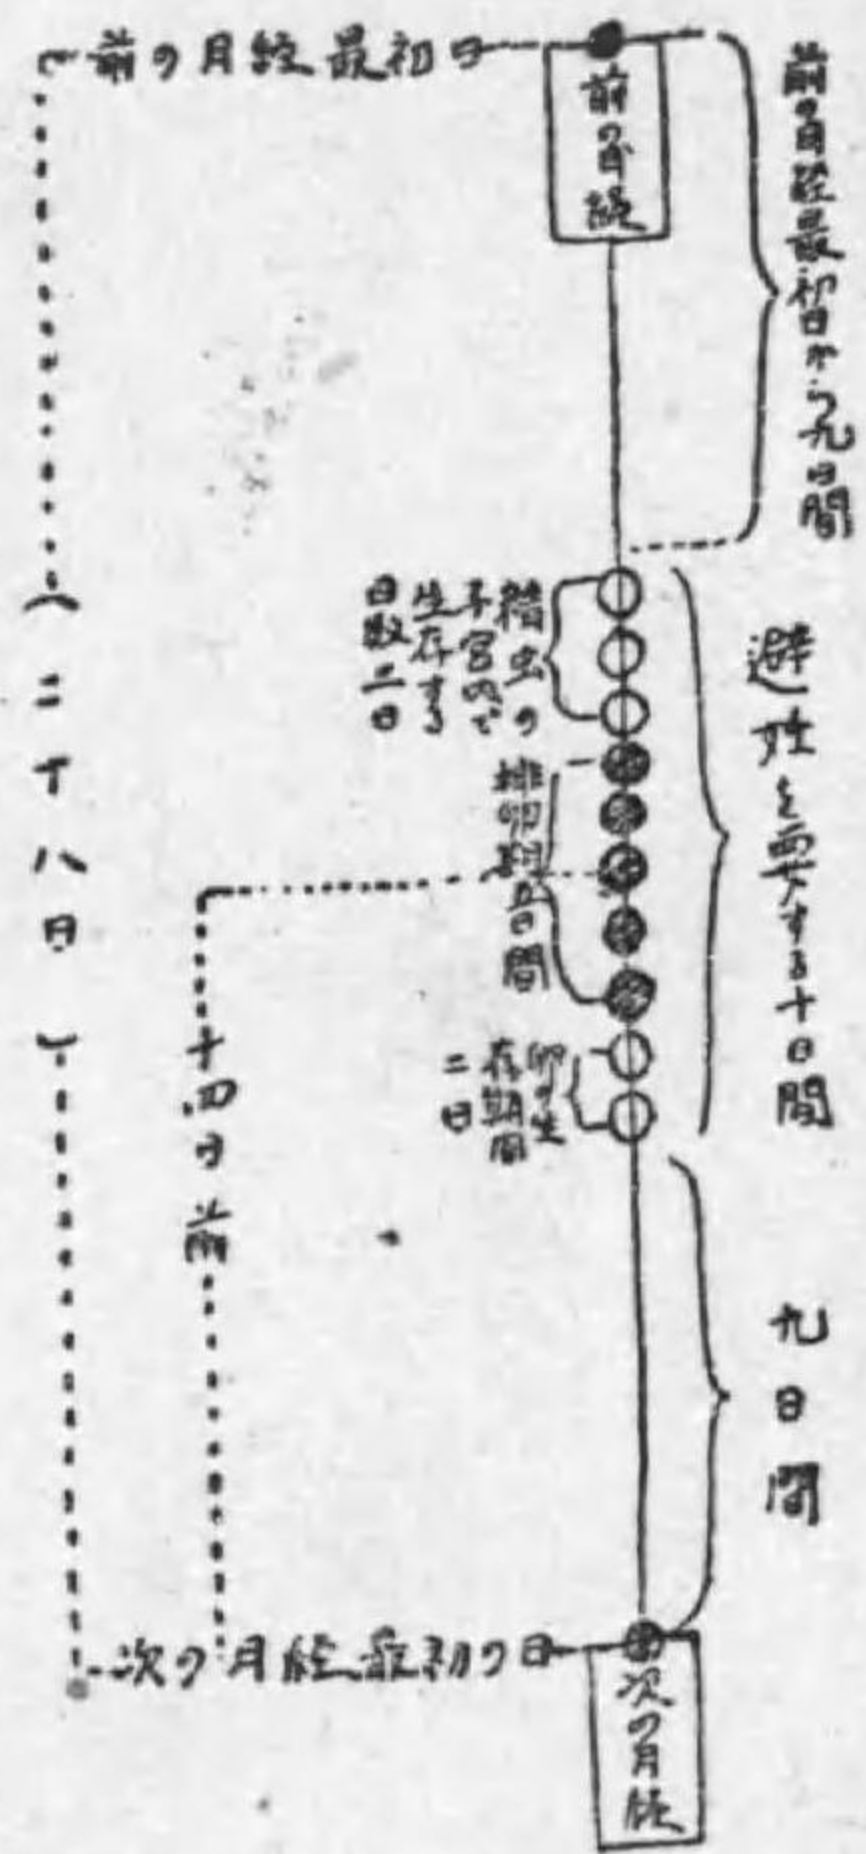 前の月経最初日から九日間
避妊を要する十日間
九日間
前の月経最初日
前の月経
精虫の
子宮内で
生存する
日数三日
排卵期五日間
卵の生
存期間
二日
十四日前
(二十八日)
次の月経最初の日
次の月経